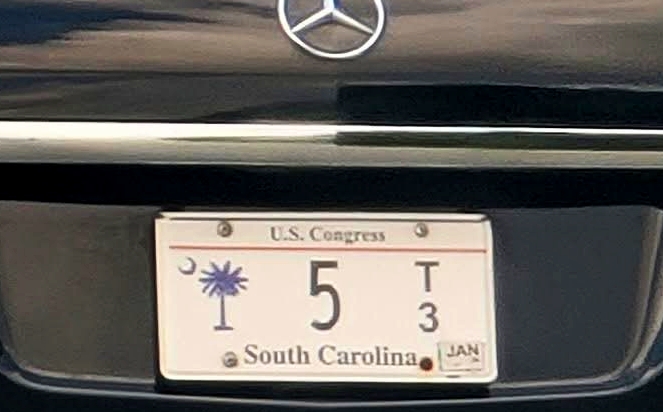 U.S. Congress
5 T
3
South Carolina
JAN